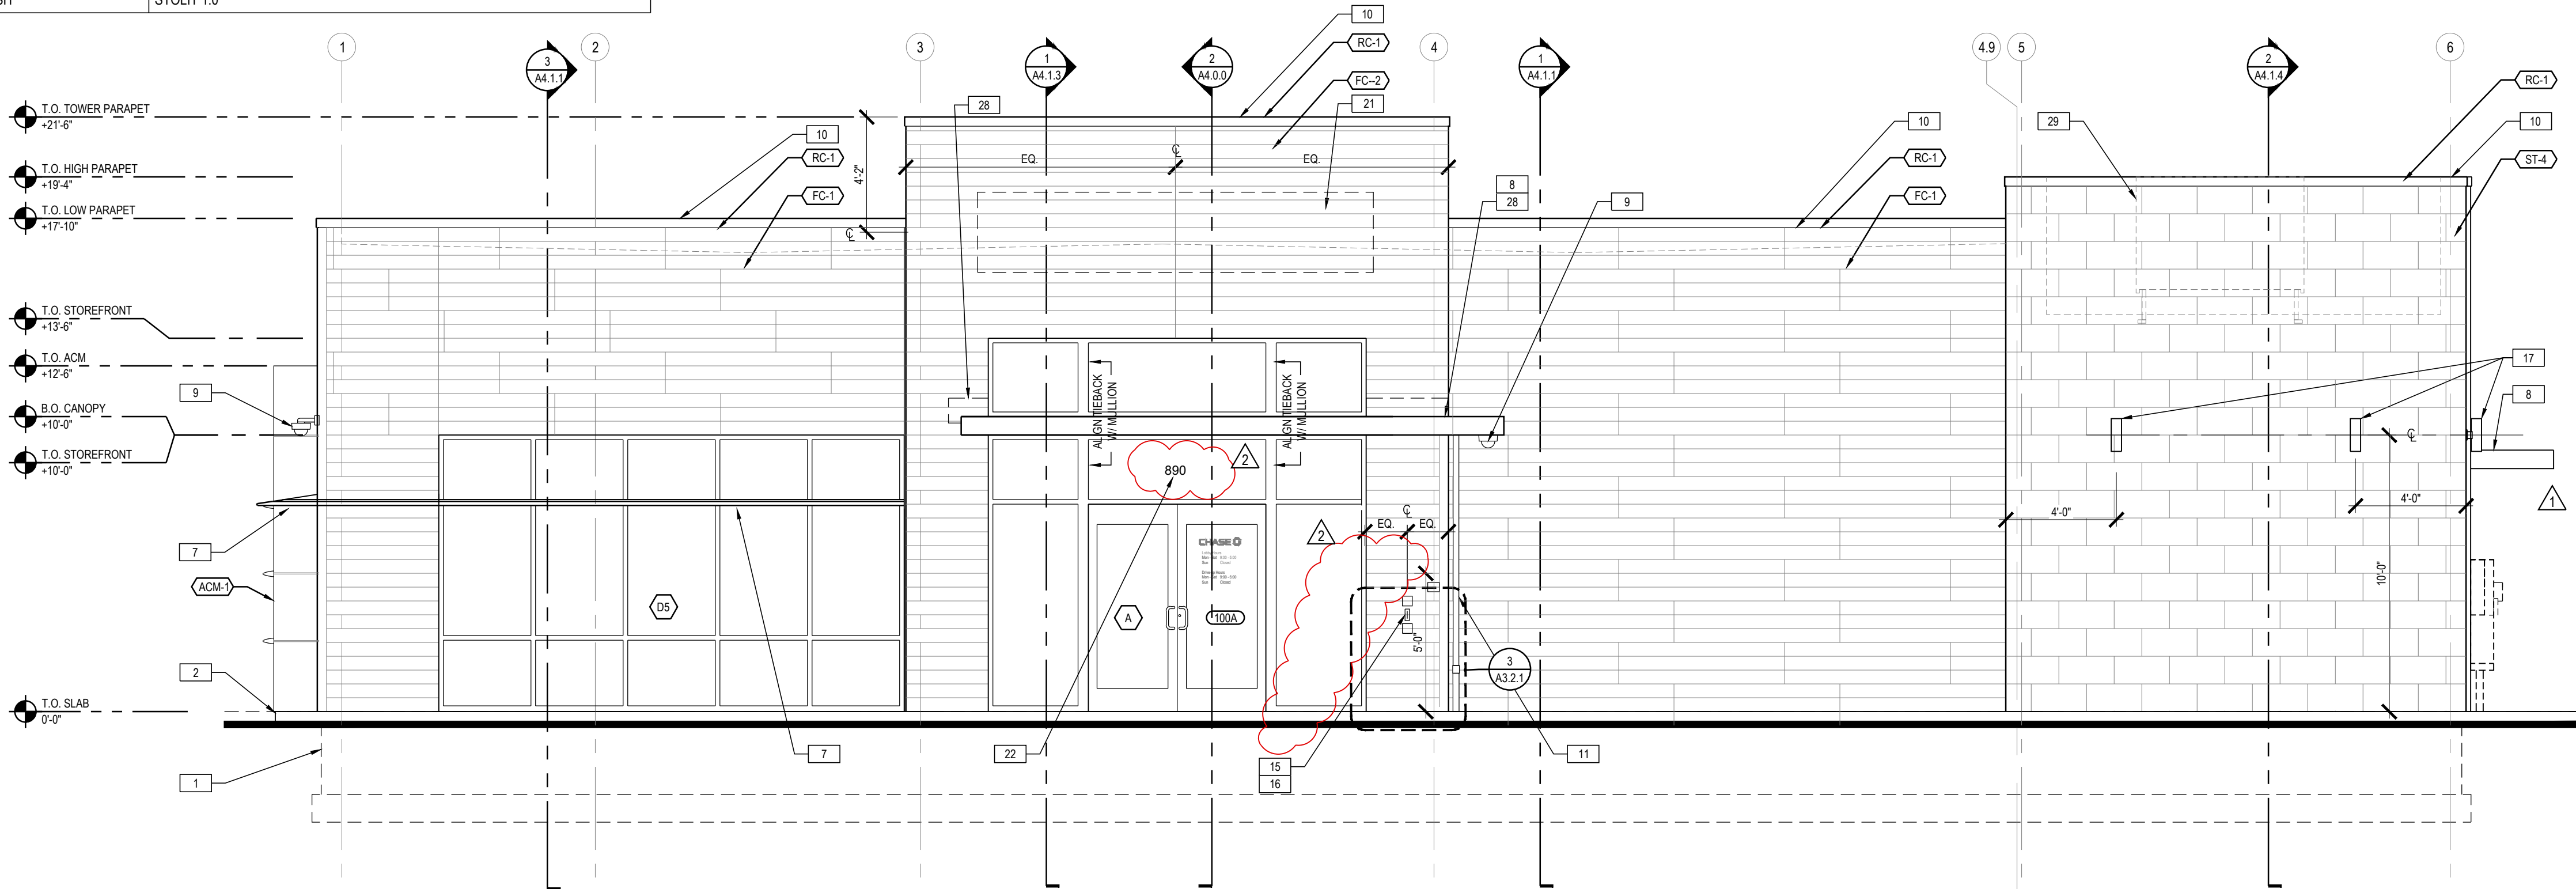 STOLIT 1.0
10
1
2
3
3
A4.1.1
1
A4.1.3
2
A4.0.0
RC-1
4
1
A4.1.1
4.9
5
2
A4.1.4
6
FC--2
RC-1
28
21
T.O. TOWER PARAPET
+21'-6"
10
RC-1
4'-2"
FC-1
EQ.
EQ.
10
RC-1
FC-1
29
10
ST-4
T.O. HIGH PARAPET
+19'-4"
T.O. LOW PARAPET
+17'-10"
8
28
9
T.O. STOREFRONT
+13'-6"
T.O. ACM
+12'-6"
9
17
8
ALIGN TIEBACK
W/ MULLION
ALIGN TIEBACK
W/ MULLION
B.O. CANOPY
+10'-0"
T.O. STOREFRONT
+10'-0"
890
2
4'-0"
4'-0"
1
2
EQ.
EQ.
7
CHASE
Closed
Closed
10'-0"
ACM-1
D5
A
100A
5'-0"
2
3
A3.2.1
T.O. SLAB
0'-0"
22
7
11
1
15
16